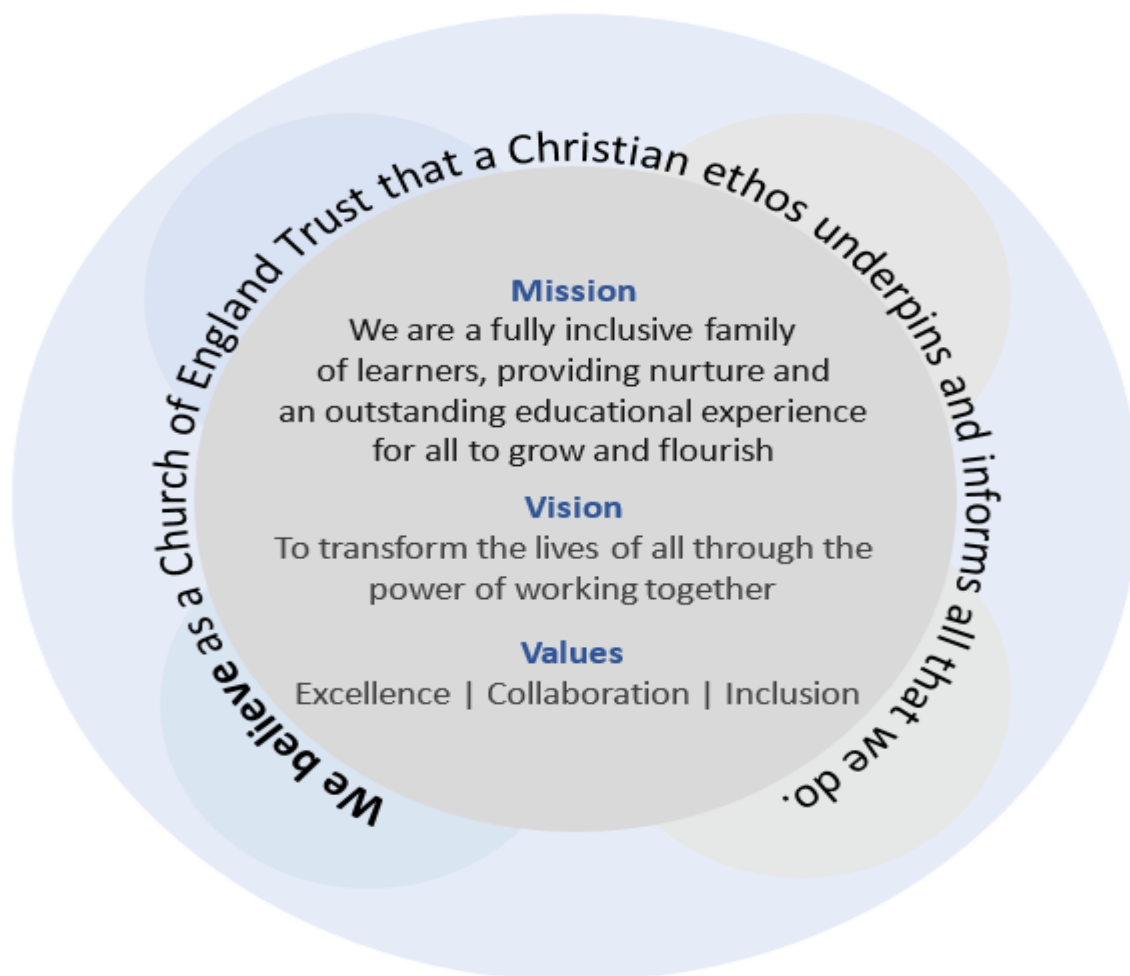 We believe as a Church of England Trust that a Christian ethos underpins and informs all that we do.
Mission
We are a fully inclusive family
of learners, providing nurture and
an outstanding educational experience
for all to grow and flourish
Vision
To transform the lives of all through the
power of working together
Values
Excellence | Collaboration | Inclusion